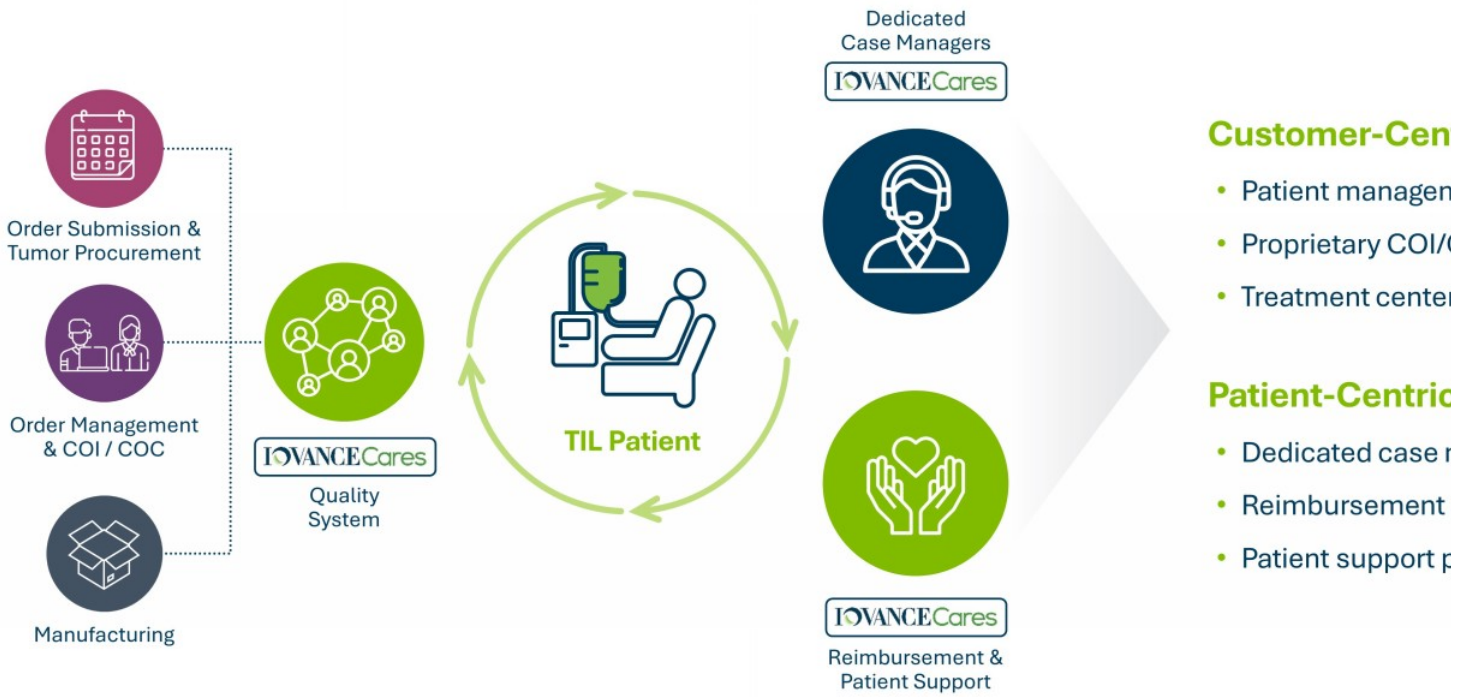 Dedicated
Case Managers
IOVANCECares
Order Submission &
Tumor Procurement
Order Management
& COI / COC
Manufacturing
IOVANCECares
Quality
System
TIL Patient
IOVANCECares
Reimbursement &
Patient Support
Customer-Cen
• Patient managem
• Proprietary COI/
• Treatment center
Patient-Centric
• Dedicated case
• Reimbursement
• Patient support